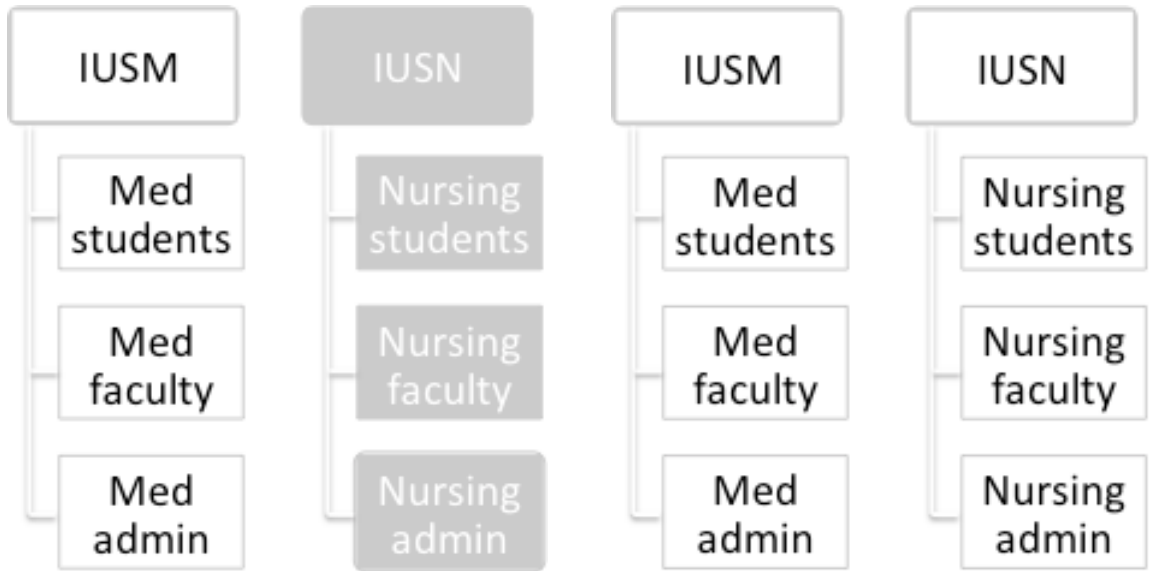 IUSM
Med
students
Med
faculty
Med
admin
IUSN
Nursing
students
Nursing
faculty
Nursing
admin
IUSM
Med
students
Med
faculty
Med
admin
IUSN
Nursing
students
Nursing
faculty
Nursing
admin